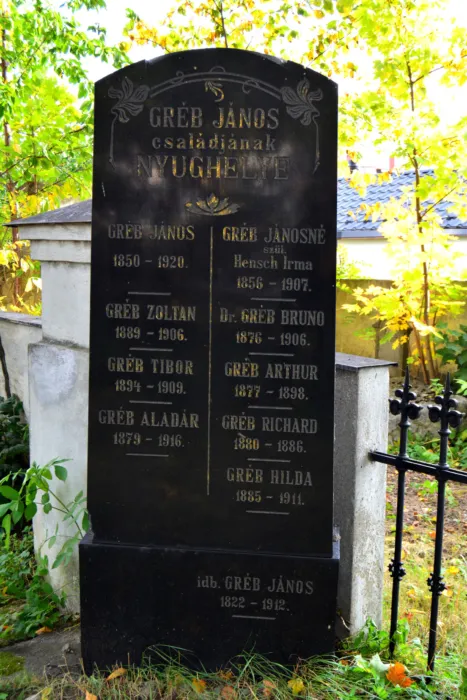 GRÉB JÁNOS
családjának
NYUGHELYE
GRÉB JÁNOS
1850 - 1920.
GRÉB ZOLTAN
1889 - 1906.
GRÉB TIBOR
1894 - 1909.
GRÉB ALADÁR
1879 - 1916.
GRÉB JÁNOSNÉ
szül.
Hensch Irma
1856 - 1907.
Dr. GRÉB BRUNO
1876 - 1906.
GRÉB ARTHUR
1877 - 1898.
GRÉB RICHARD
1880 - 1886.
GRÉB HILDA
1885 - 1911.
idb. GRÉB JÁNOS
1822 - 1912.